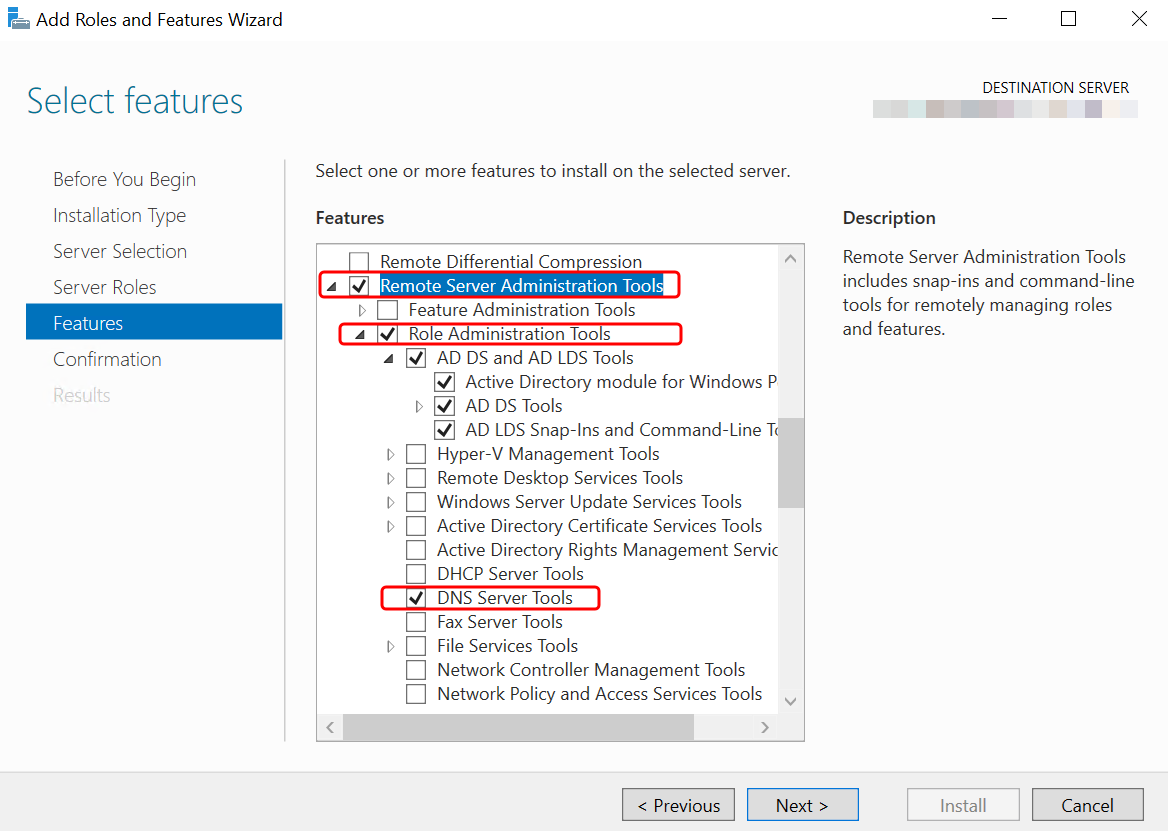 Add Roles and Features Wizard
Select features
DESTINATION SERVER
Before You Begin
Installation Type
Server Selection
Server Roles
Features
Confirmation
Results
Select one or more features to install on the selected server.
Features
Remote Differential Compression
Remote Server Administration Tools
Feature Administration Tools
Role Administration Tools
AD DS and AD LDS Tools
Active Directory module for Windows P
AD DS Tools
AD LDS Snap-Ins and Command-Line To
Hyper-V Management Tools
Remote Desktop Services Tools
Windows Server Update Services Tools
Active Directory Certificate Services Tools
Active Directory Rights Management Servic
DHCP Server Tools
DNS Server Tools
Fax Server Tools
File Services Tools
Network Controller Management Tools
Network Policy and Access Services Tools
Description
Remote Server Administration Tools
includes snap-ins and command-line
tools for remotely managing roles
and features.
< Previous
Next >
Install
Cancel